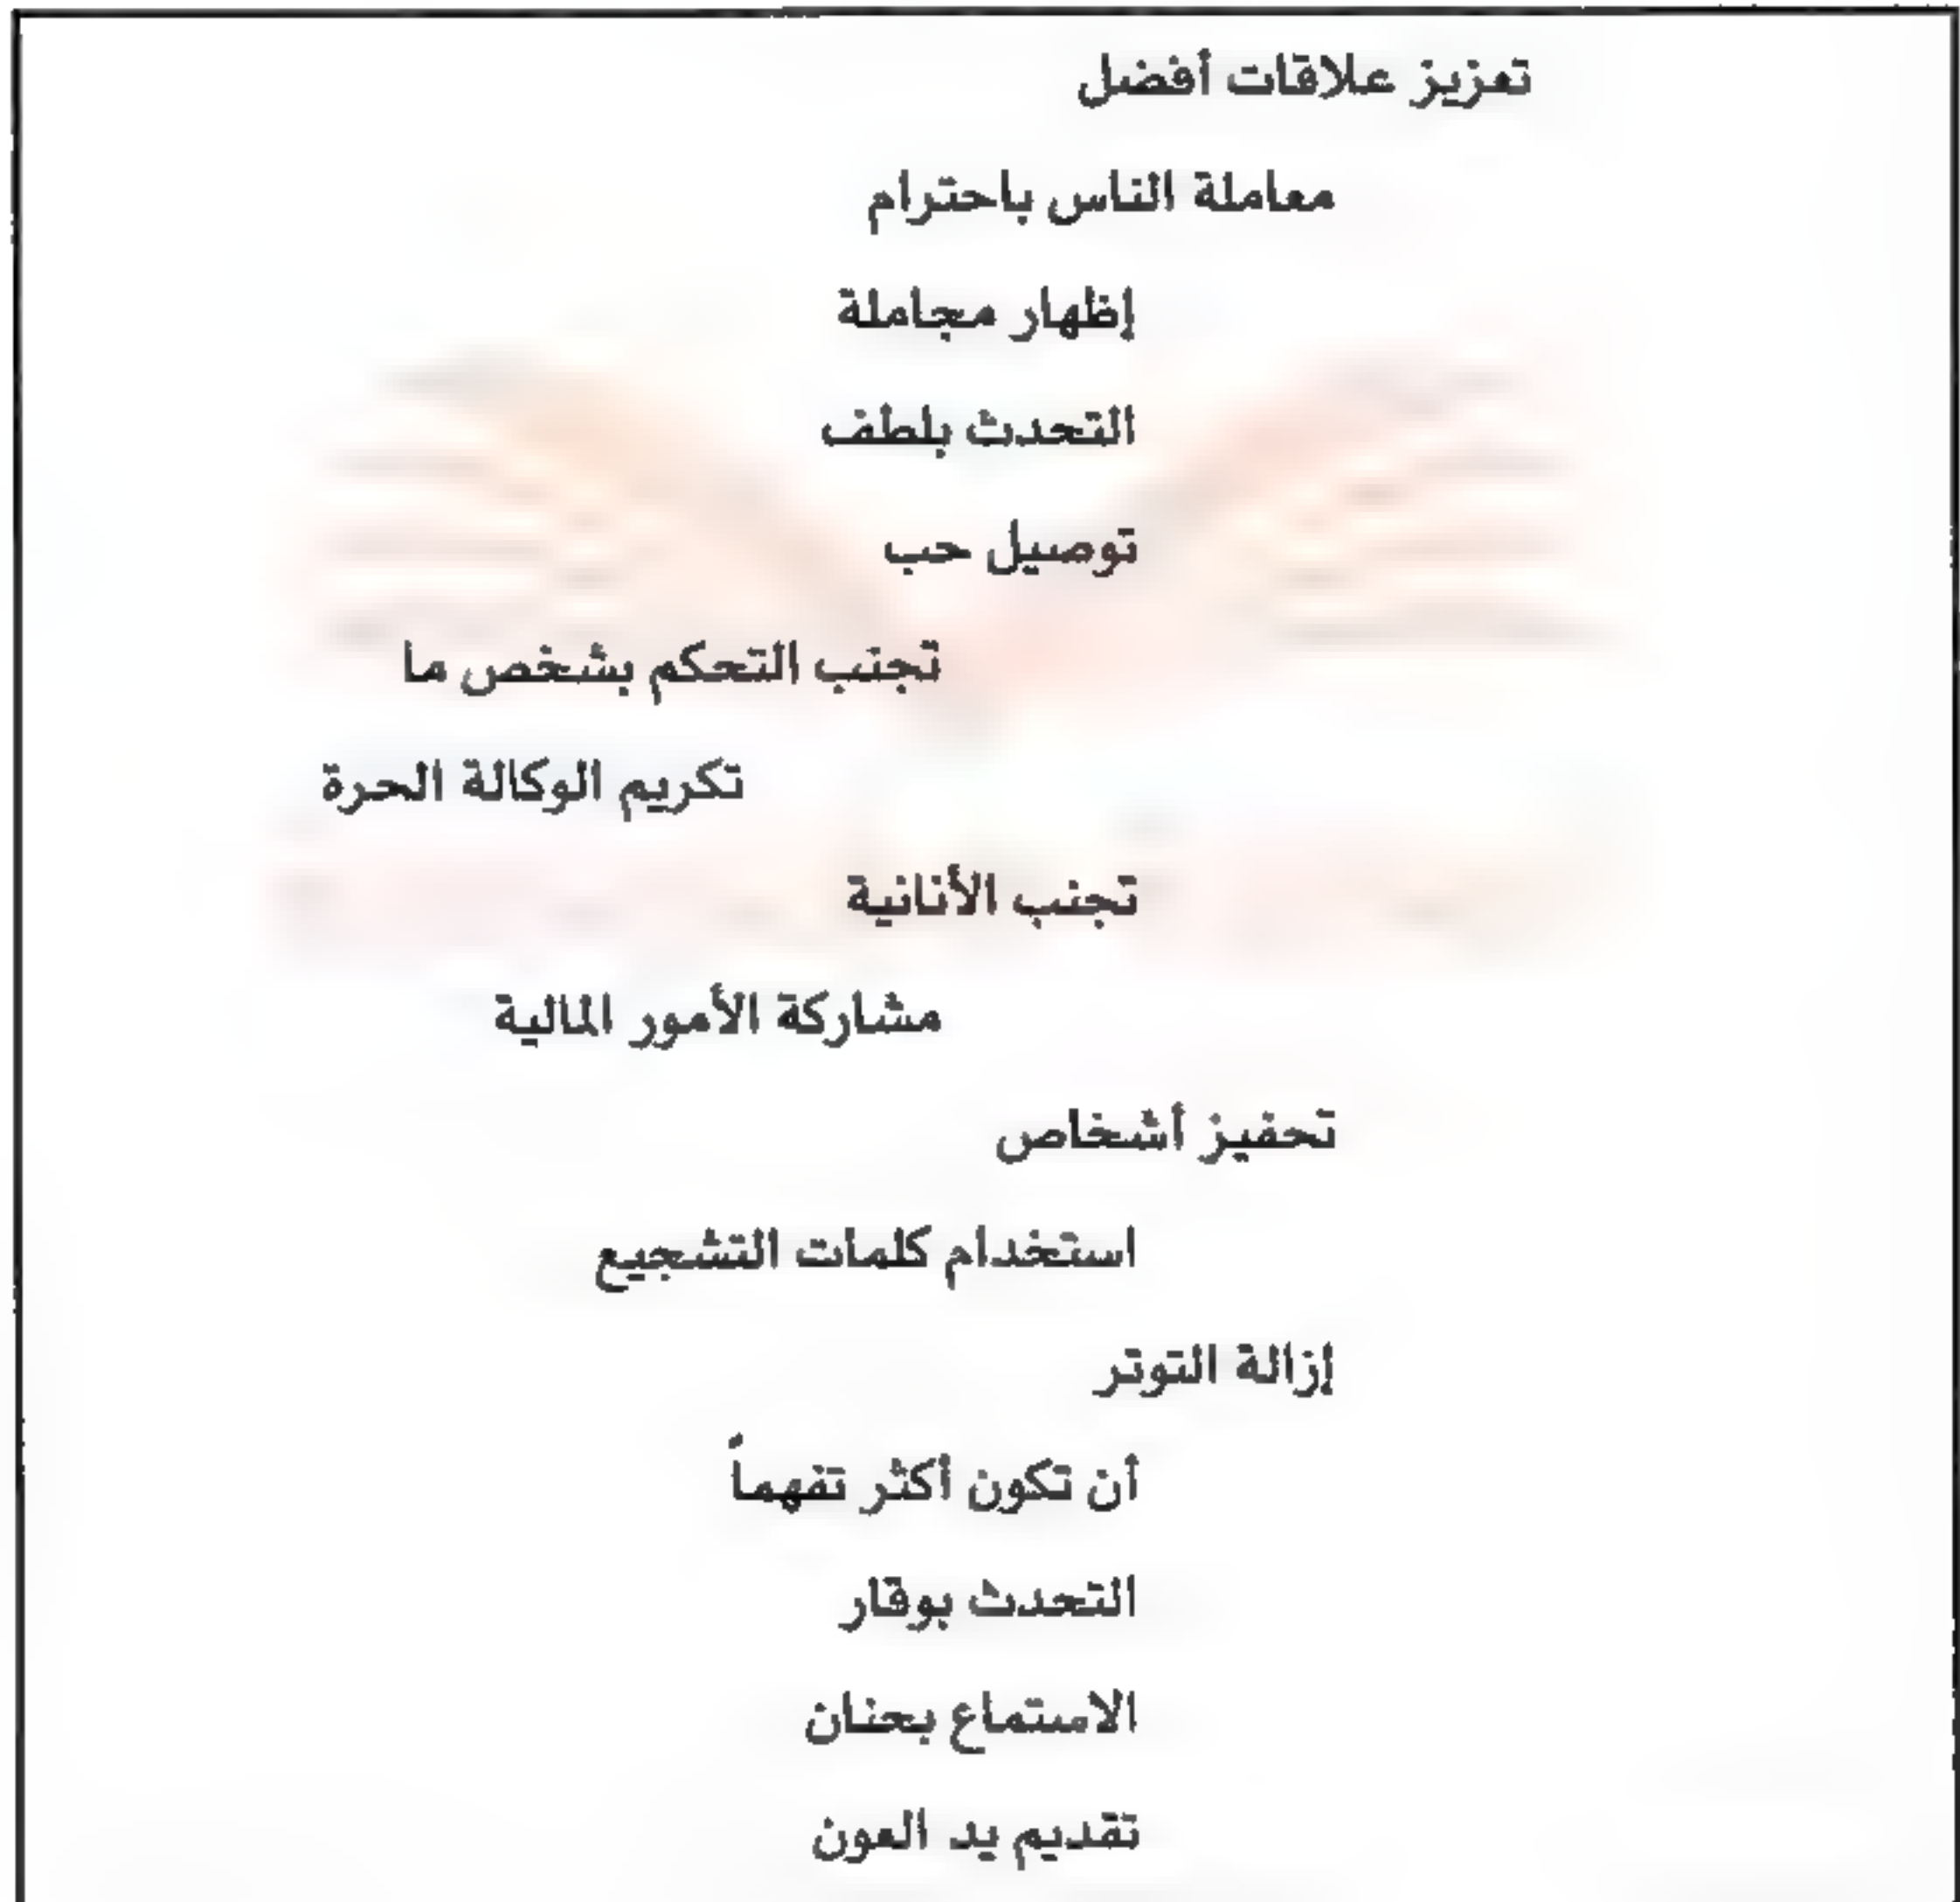 تعزيز علاقات أفضل
معاملة الناس باحترام
إظهار مجاملة
التحدث بلطف
توصيل حب
تجنب التحكم بشخص ما
تكريم الوكالة الحرة
تجنب الأنانية
مشاركة الأمور المالية
تحفيز أشخاص
استخدام كلمات التشجيع
إزالة التوتر
أن تكون أكثر تفهماً
التحدث بوقار
الاستماع بحنان
تقديم يد العون